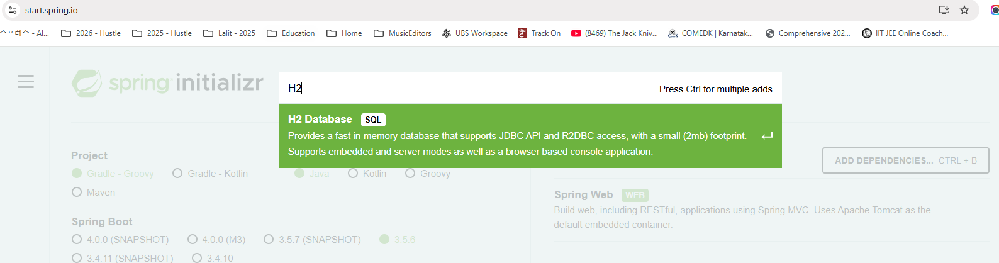 start.spring.io
스프레스 - Al...
2026 - Hustle
2025 - Hustle
Lalit - 2025
Education
Home
MusicEditors
UBS Workspace
Track On
(8469) The Jack Kniv...
COMEDK | Karnatak...
Comprehensive 202...
IIT JEE Online Coach...
spring initializr
H2
Press Ctrl for multiple adds
H2 Database SQL
Provides a fast in-memory database that supports JDBC API and R2DBC access, with a small (2mb) footprint.
Supports embedded and server modes as well as a browser based console application.
Project
Gradle - Groovy
Gradle - Kotlin
Java
Kotlin
Groovy
Maven
ADD DEPENDENCIES... CTRL + B
Spring Web WEB
Build web, including RESTful, applications using Spring MVC. Uses Apache Tomcat as the
default embedded container.
Spring Boot
4.0.0 (SNAPSHOT)
4.0.0 (M3)
3.5.7 (SNAPSHOT)
3.5.6
3.4.11 (SNAPSHOT)
3.4.10